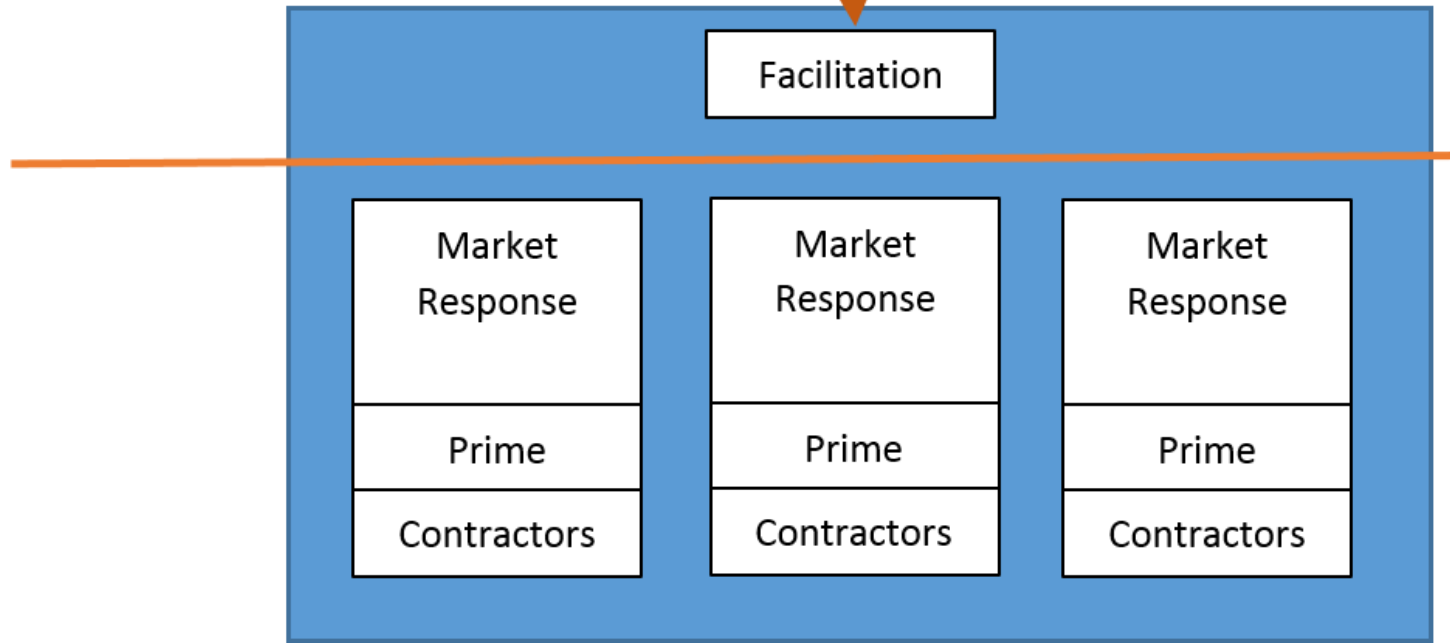 Facilitation
Market
Response
Prime
Contractors
Market
Response
Prime
Contractors
Market
Response
Prime
Contractors